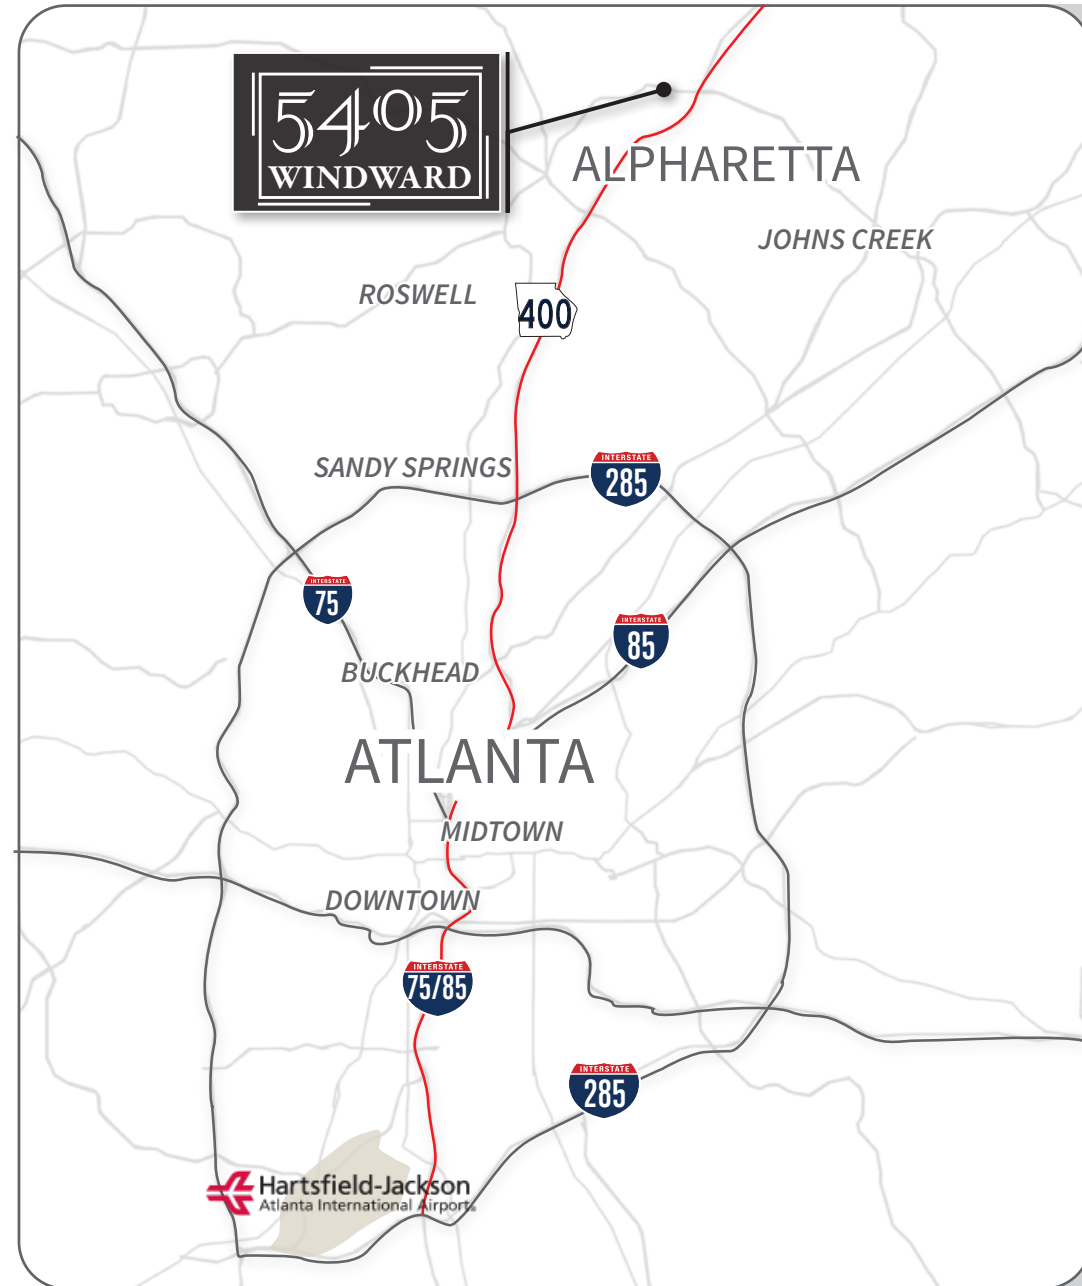 5405
WINDWARD
ALPHARETTA
JOHNS CREEK
ROSWELL
400
SANDY SPRINGS
INTERSTATE
285
INTERSTATE
75
INTERSTATE
85
BUCKHEAD
ATLANTA
MIDTOWN
DOWNTOWN
INTERSTATE
75/85
INTERSTATE
285
Hartsfield-Jackson
Atlanta International Airport®